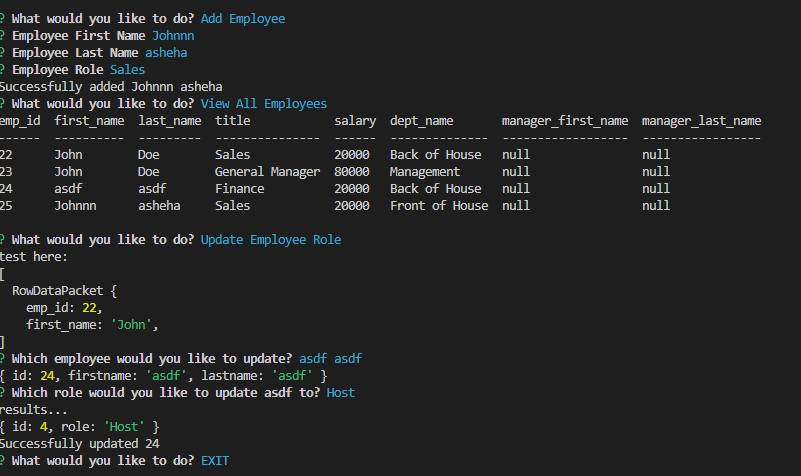 ? What would you like to do? Add Employee
? Employee First Name Johnnn
? Employee Last Name asheha
? Employee Role Sales
Successfully added Johnnn asheha
? What would you like to do? View All Employees
emp_id  first_name  last_name  title            salary  dept_name       manager_first_name  manager_last_name
------  ----------  ---------  ---------------  ------  --------------  ------------------  -----------------
22      John        Doe        Sales            20000   Back of House   null                null
23      John        Doe        General Manager  80000   Management      null                null
24      asdf        asdf       Finance          20000   Back of House   null                null
25      Johnnn      asheha     Sales            20000   Front of House  null                null
? What would you like to do? Update Employee Role
test here:
[
  RowDataPacket {
    emp_id: 22,
    first_name: 'John',
]
? Which employee would you like to update? asdf asdf
{ id: 24, firstname: 'asdf', lastname: 'asdf' }
? Which role would you like to update asdf to? Host
results...
{ id: 4, role: 'Host' }
Successfully updated 24
? What would you like to do? EXIT